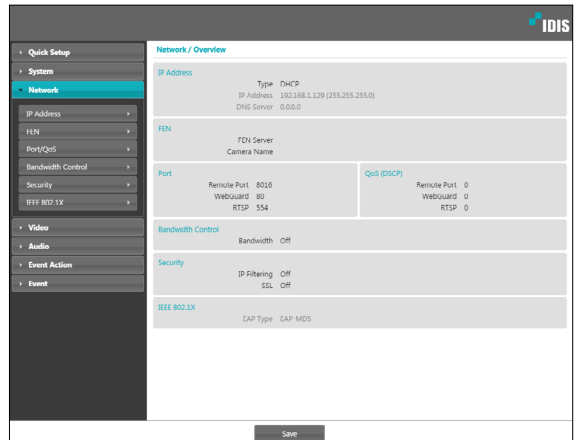 IDIS
Quick Setup
System
Network
IP Address
FEN
Port/QoS
Bandwidth Control
Security
IEEE 802.1X
Video
Audio
Event Action
Event
Network / Overview
IP Address
Type DHCP
IP Address 192.168.1.129 (255.255.255.0)
DNS Server 0.0.0.0
FEN
FEN Server
Camera Name
Port
Remote Port 8016
WebGuard 80
RTSP 554
QoS (DSCP)
Remote Port 0
WebGuard 0
RTSP 0
Bandwidth Control
Bandwidth Off
Security
IP Filtering Off
SSL Off
IEEE 802.1X
EAP Type EAP-MD5
Save